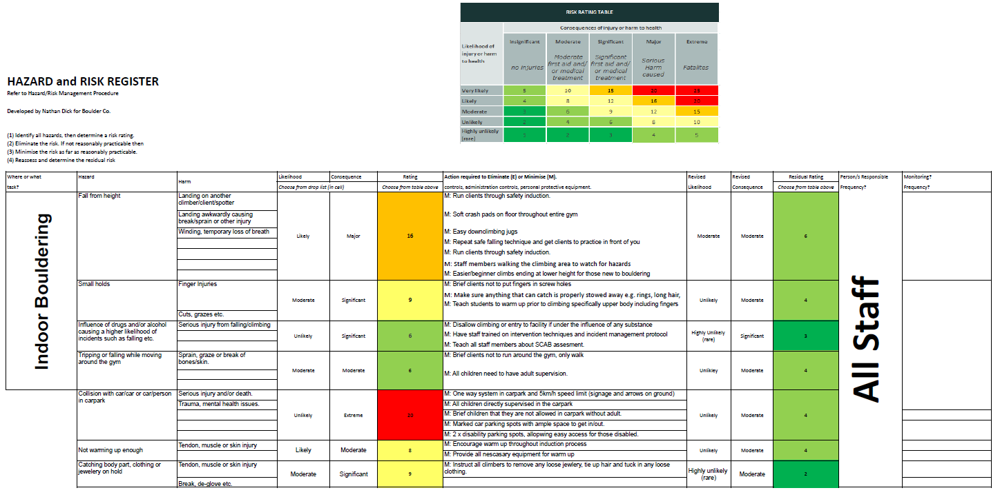 RISK RATING TABLE
Consequences of injury or harm to health
Likelihood of
injury or harm
to health
Insignificant
Moderate
Significant
Major
Extreme
no injuries
Moderate
first aid and/
or medical
treatment
Significant
first aid and/
or medical
treatment
Serious
Harm
caused
Fatalites
Very likely 5 10 15 20 25
Likely 4 8 12 16 20
Moderate 3 6 9 12 15
Unlikely 2 4 6 8 10
Highly unlikely
(rare) 1 2 3 4 5
HAZARD and RISK REGISTER
Refer to Hazard/Risk Management Procedure
Developed by Nathan Dick for Boulder Co.
(1) Identify all hazards, then determine a risk rating.
(2) Eliminate the risk. If not reasonably practicable then
(3) Minimise the risk as far as reasonably practicable.
(4) Reassess and determine the residual risk
Where or what
task?
Hazard
Harm
Likelihood
Consequence
Choose from drop list (in cell)
Rating
Choose from table above
Action required to Eliminate (E) or Minimise (M).
controls, administration controls, personal protective equipment.
Revised
Likelihood
Revised
Consequence
Residual Rating
Choose from table above
Person/s Responsible
Frequency?
Monitoring?
Frequency?
Indoor Bouldering
All Staff
Fall from height
Landing on another
climber/client/spotter
Landing awkwardly causing
break/sprain or other injury
Winding, temporary loss of breath
Likely
Major
16
M: Run clients through safety induction.
M: Soft crash pads on floor throughout entire gym
M: Easy downclimbing jugs
M: Repeat safe falling technique and get clients to practice in front of you
M: Run clients through safety induction.
M: Staff members walking the climbing area to watch for hazards
M: Easier/beginner climbs ending at lower height for those new to bouldering
Moderate
Moderate
6
Small holds
Finger Injuries
Cuts, grazes etc.
Moderate
Significant
9
M: Brief clients not to put fingers in screw holes
M: Make sure anything that can catch is properly stowed away e.g. rings, long hair,
M: Teach students to warm up prior to climbing specifically upper body including fingers
Unlikely
Moderate
4
Influence of drugs and/or alcohol
causing a higher likelihood of
incidents such as falling etc.
Serious injury from falling/climbing
Unlikely
Significant
6
M: Disallow climbing or entry to facility if under the influence of any substance
M: Have staff trained on intervention techniques and incident management protocol
M: Teach all staff members about SCAB assesment.
Highly Unlikely
(rare)
Significant
3
Tripping or falling while moving
around the gym
Sprain, graze or break of
bones/skin.
Moderate
Moderate
6
M: Brief clients not to run around the gym, only walk
M: All children need to have adult supervision.
Unlikley
Moderate
4
Collision with car/car or car/person
in carpark
Serious injury and/or death.
Trauma, mental health issues.
Unlikely
Extreme
20
M: One way system in carpark and 5km/h speed limit (signage and arrows on ground)
M: All children directly supervised in the carpark
M: Brief children that they are not allowed in carpark without adult.
M: Marked car parking spots with ample space to get in/out.
M: 2 x disability parking spots, allopwing easy access for those disabled.
Unlikely
Moderate
4
Not warming up enough
Tendon, muscle or skin injury
Likely
Moderate
8
M: Encourage warm up throughout induction process
M: Provide all nescasary equipment for warm up
Unlikely
Moderate
4
Catching body part, clothing or
jewelery on hold
Tendon, muscle or skin injury
Break, de-glove etc.
Moderate
Significant
9
M: Instruct all climbers to remove any loose jewlery, tie up hair and tuck in any loose
clothing.
Highly unlikely
(rare)
Moderate
2